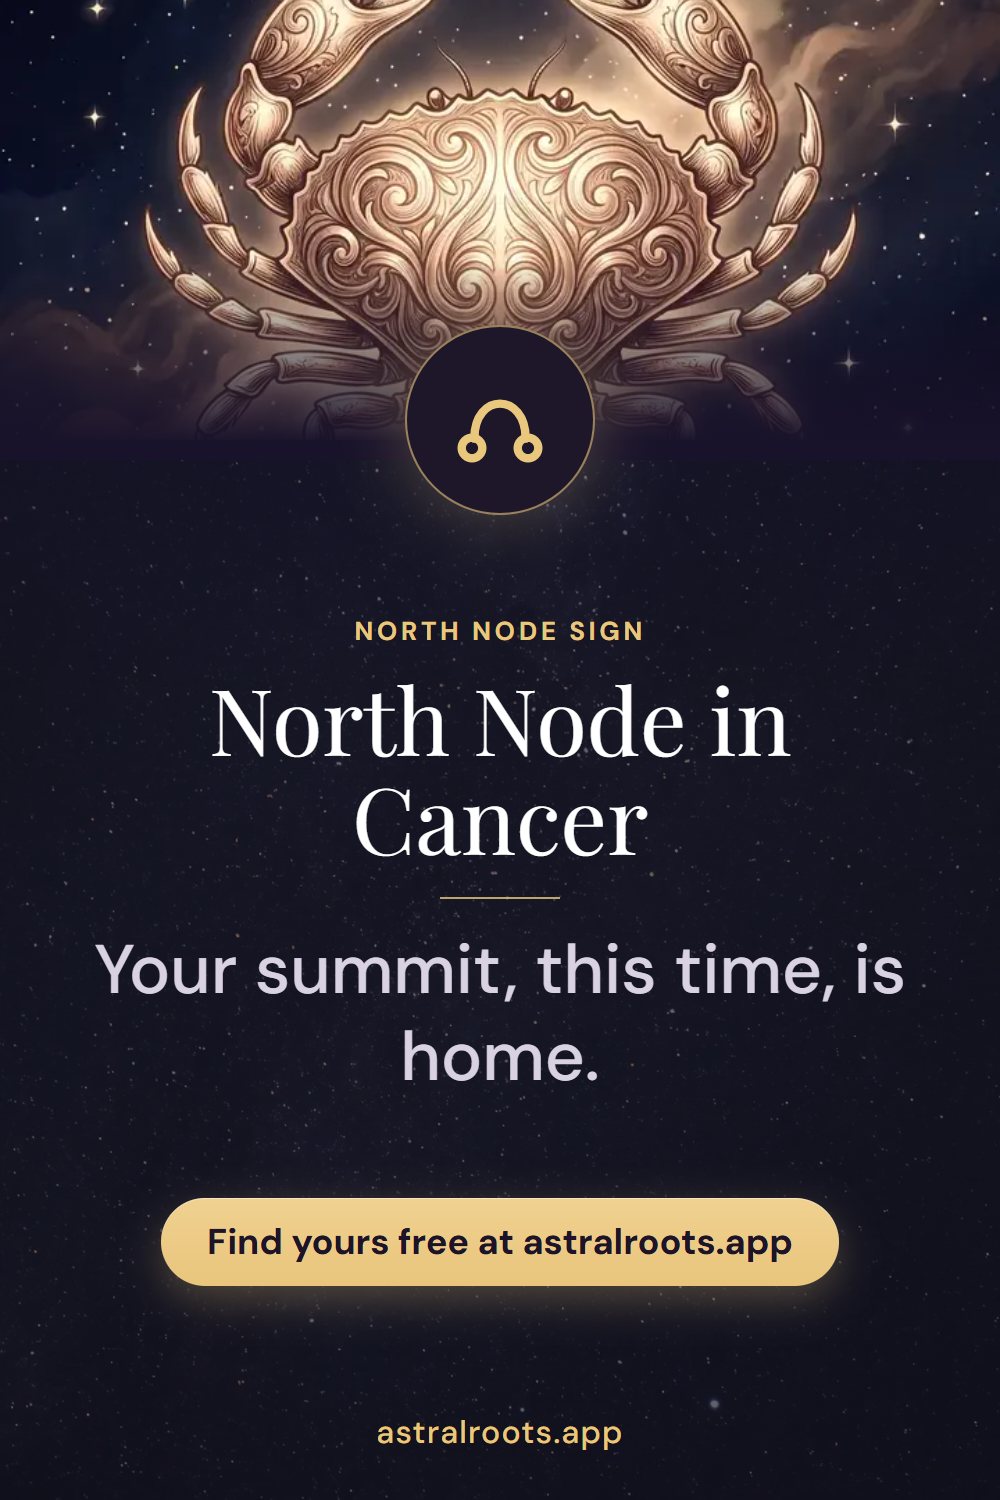 NORTH NODE SIGN
North Node in
Cancer
Your summit, this time, is
home.
Find yours free at astralroots.app
astralroots.app